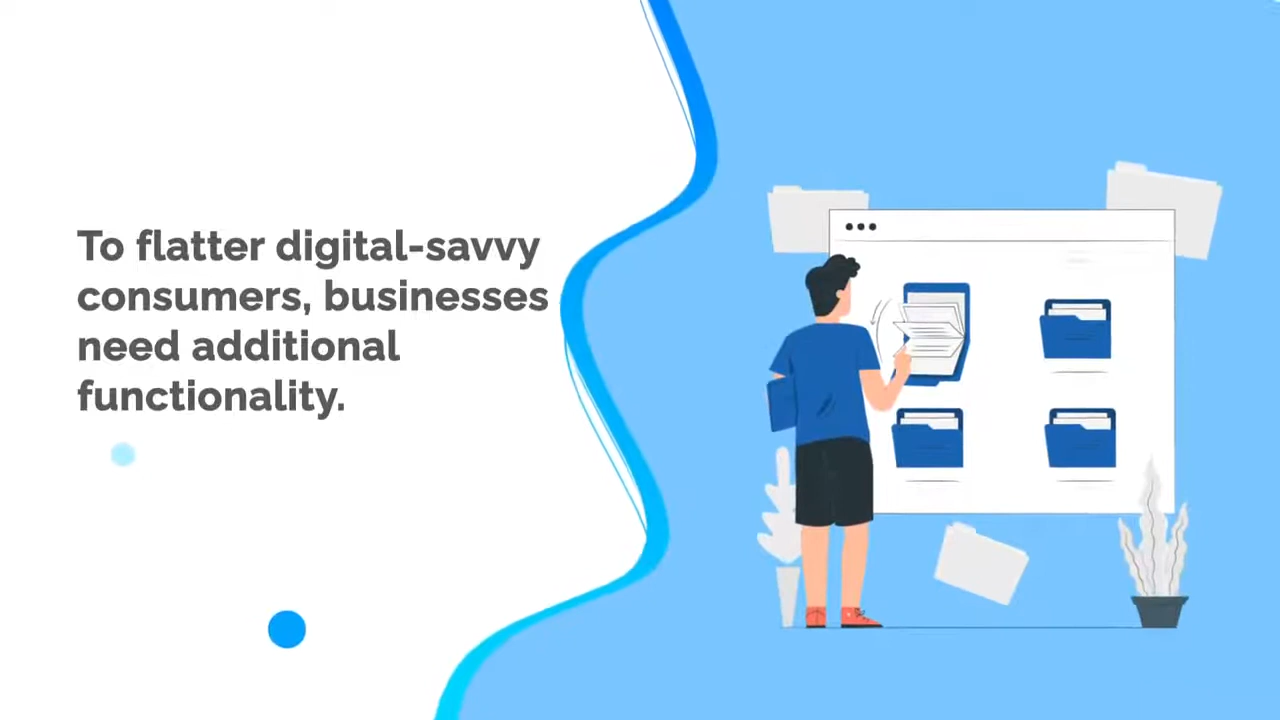 To flatter digital-savvy
consumers, businesses
need additional
functionality.